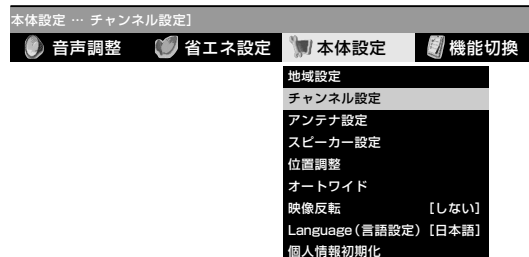 本体設定 … チャンネル設定]
音声調整 省エネ設定 本体設定 機能切換
地域設定
チャンネル設定
アンテナ設定
スピーカー設定
位置調整
オートワイド
映像反転 [しない]
Language(言語設定) [日本語]
個人情報初期化